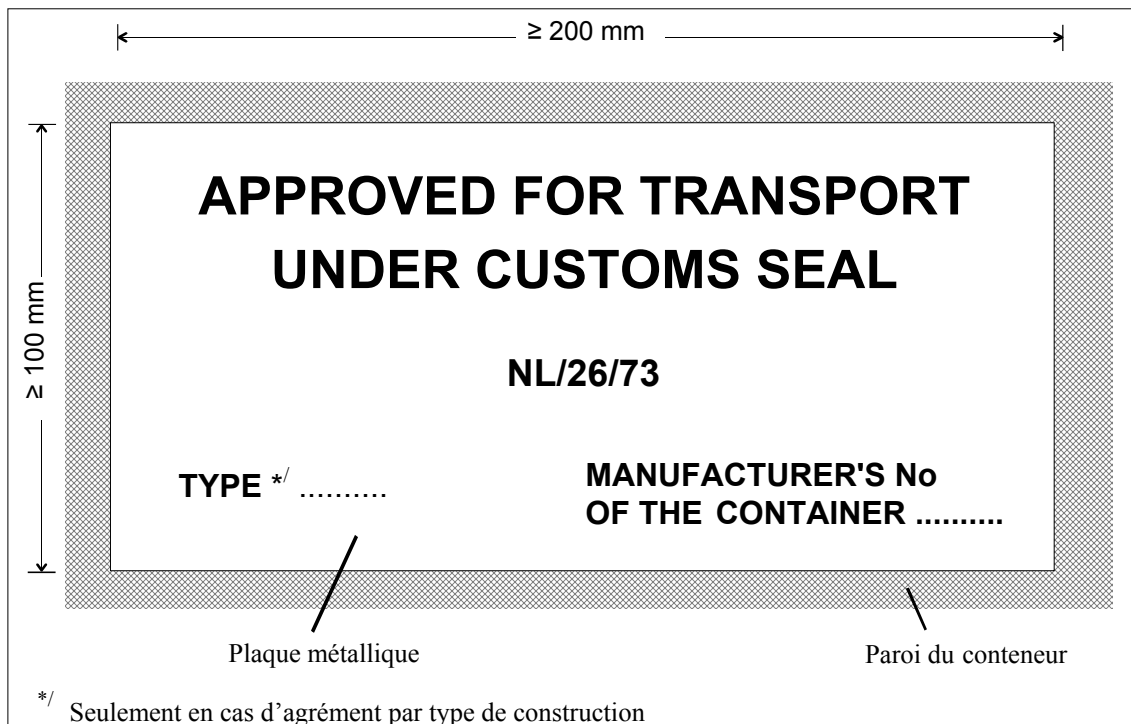 ≥ 200 mm
≥ 100 mm
APPROVED FOR TRANSPORT
UNDER CUSTOMS SEAL
NL/26/73
TYPE */ ..........
MANUFACTURER'S No
OF THE CONTAINER ..........
Plaque métallique
Paroi du conteneur
*/ Seulement en cas d’agrément par type de construction